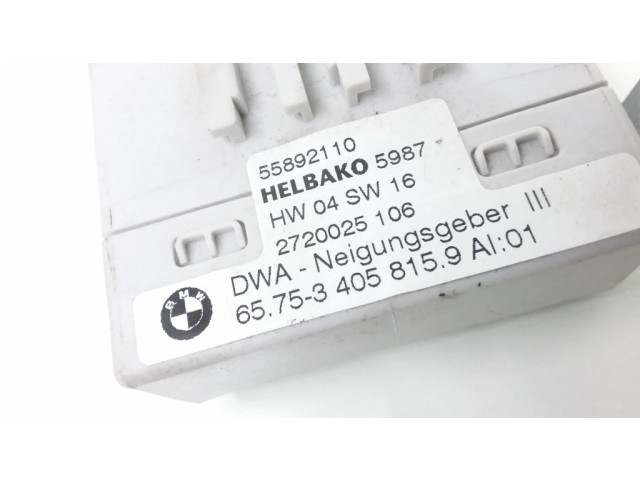 55892110
HELBAKO 5987
HW 04 SW 16
2720025 106
DWA - Neigungsgeber III
65.75-3 405 815.9 AI:01
BMW